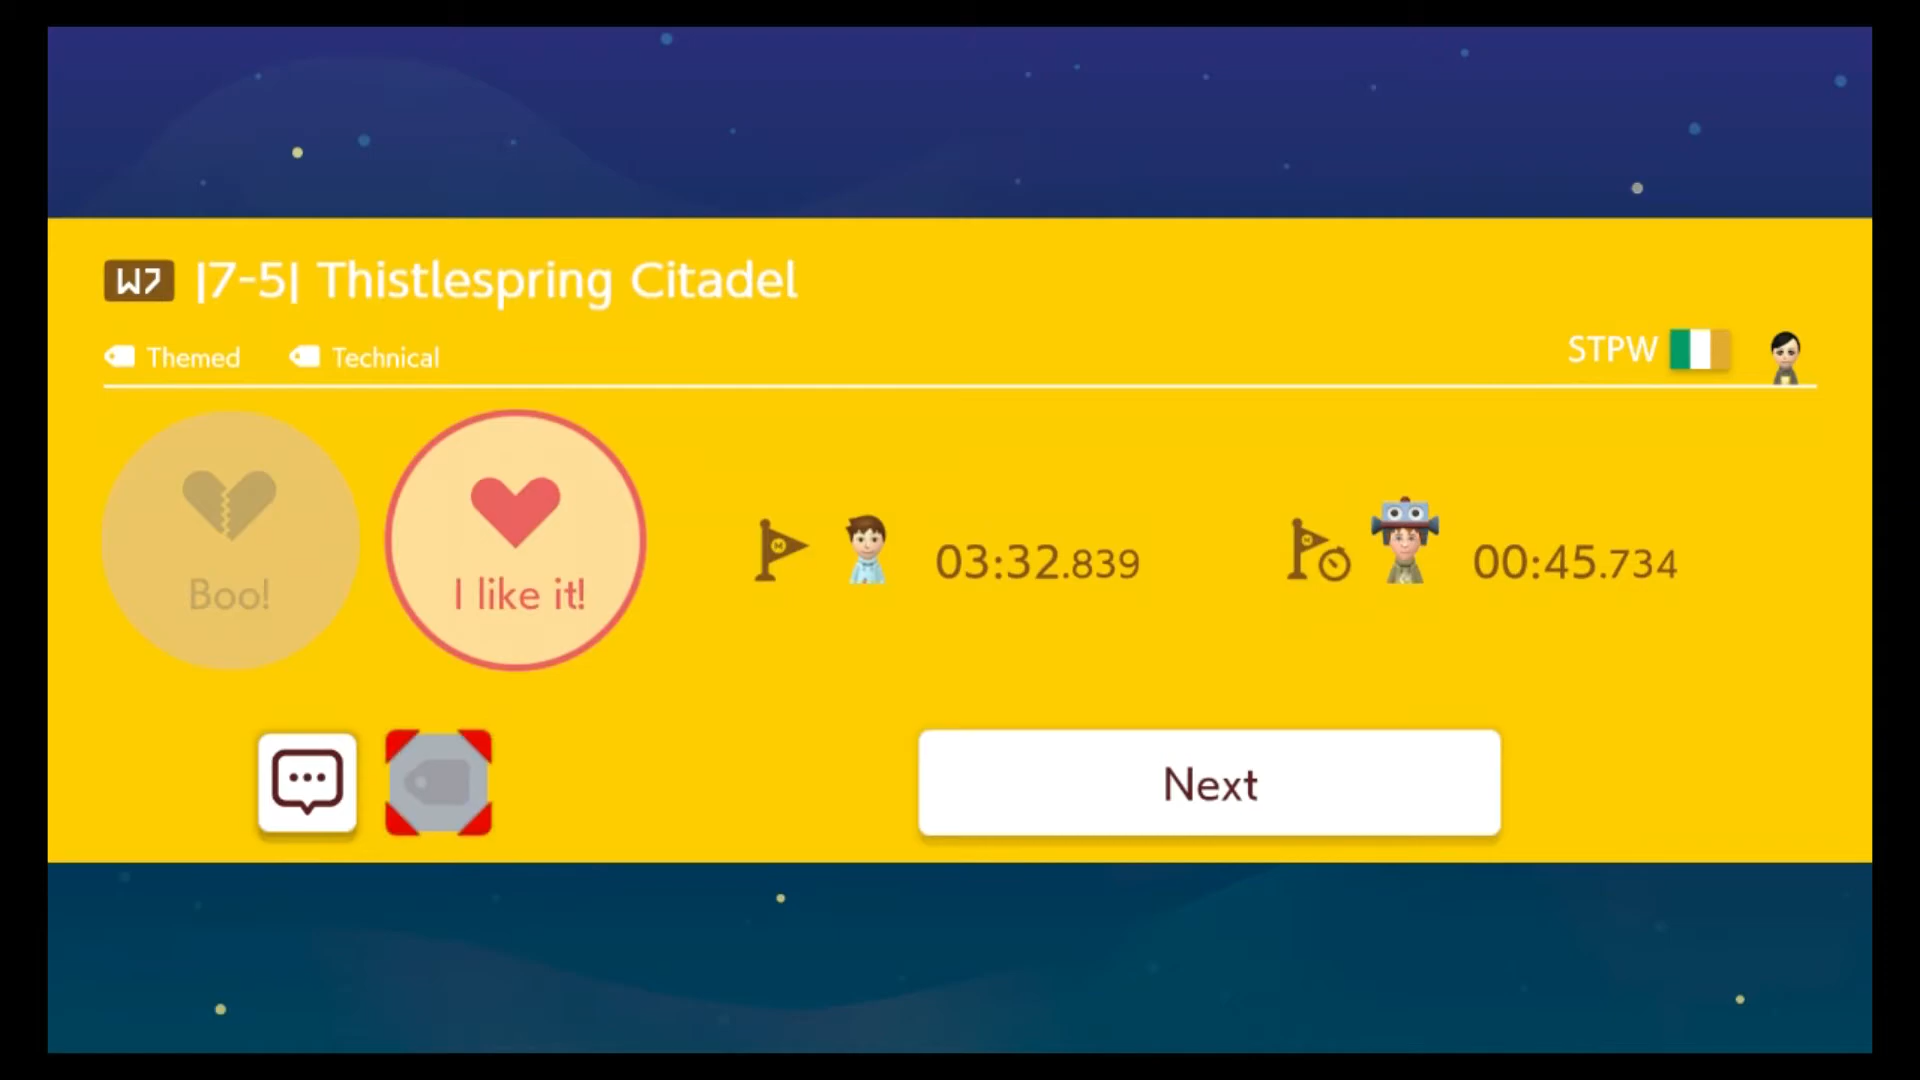 W7 |7-5| Thistlespring Citadel
Themed Technical
STPW
Boo!
I like it!
M 03:32.839
M 00:45.734
Next